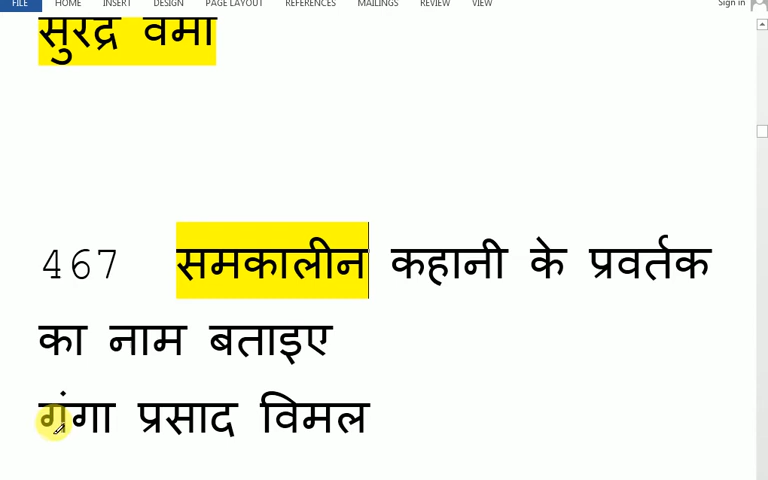 FILE HOME INSERT DESIGN PAGE LAYOUT REFERENCES MAILINGS REVIEW VIEW Sign in
सुरेंद्र वर्मा
467 समकालीन कहानी के प्रवर्तक
का नाम बताइए
गंगा प्रसाद विमल